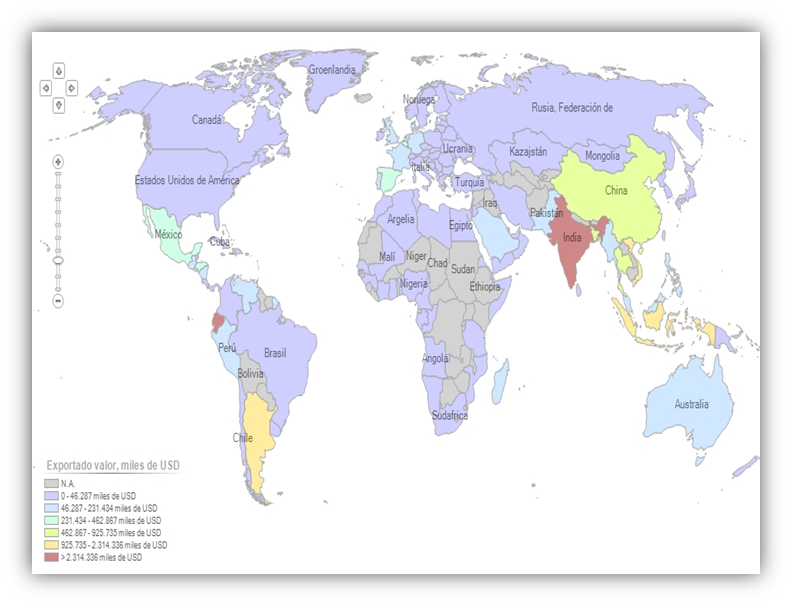 Groenlandia
Noruega
Rusia, Federación de
Canadá
Ucrania
Kazajstán
Mongolia
Italia
Estados Unidos de América
Turquía
China
Iraq
Pakistán
Argelia
Egipto
México
Cuba
India
Malí
Niger
Chad
Sudan
Nigeria
Ethiopia
Perú
Brasil
Angola
Bolivia
Australia
Sudafrica
Chile
Exportado valor, miles de USD
N.A.
0 - 46.287 miles de USD
46.287 - 231.434 miles de USD
231.434 - 462.867 miles de USD
462.867 - 925.735 miles de USD
925.735 - 2.314.336 miles de USD
> 2.314.336 miles de USD